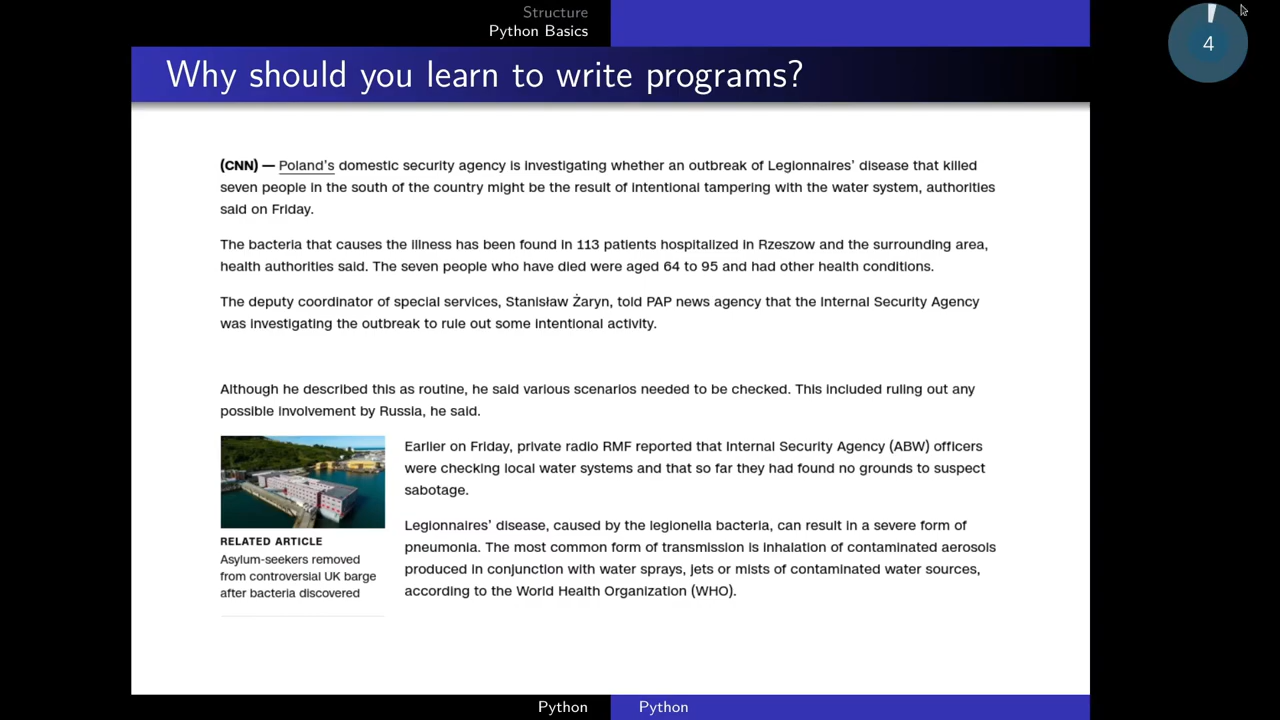 Structure
Python Basics
4
Why should you learn to write programs?
(CNN) — Poland's domestic security agency is investigating whether an outbreak of Legionnaires' disease that killed
seven people in the south of the country might be the result of intentional tampering with the water system, authorities
said on Friday.
The bacteria that causes the illness has been found in 113 patients hospitalized in Rzeszow and the surrounding area,
health authorities said. The seven people who have died were aged 64 to 95 and had other health conditions.
The deputy coordinator of special services, Stanisław Żaryn, told PAP news agency that the Internal Security Agency
was investigating the outbreak to rule out some intentional activity.
Although he described this as routine, he said various scenarios needed to be checked. This included ruling out any
possible involvement by Russia, he said.
Earlier on Friday, private radio RMF reported that Internal Security Agency (ABW) officers
were checking local water systems and that so far they had found no grounds to suspect
sabotage.
RELATED ARTICLE
Asylum-seekers removed
from controversial UK barge
after bacteria discovered
Legionnaires' disease, caused by the legionella bacteria, can result in a severe form of
pneumonia. The most common form of transmission is inhalation of contaminated aerosols
produced in conjunction with water sprays, jets or mists of contaminated water sources,
according to the World Health Organization (WHO).
Python
Python